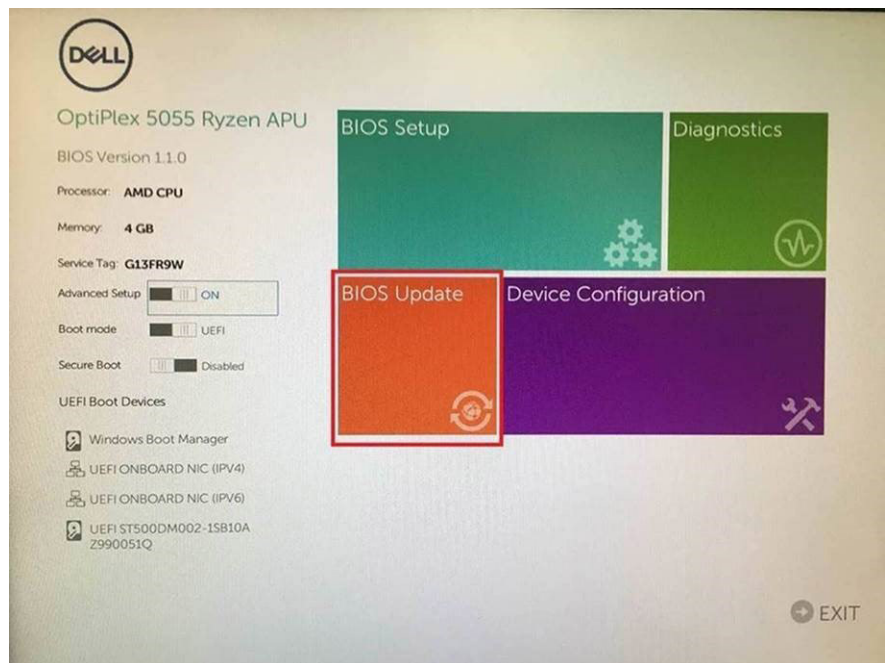 DELL
OptiPlex 5055 Ryzen APU
BIOS Version 1.1.0
Processor: AMD CPU
Memory: 4 GB
Service Tag: G13FR9W
Advanced Setup ON
Boot mode UEFI
Secure Boot Disabled
UEFI Boot Devices
Windows Boot Manager
UEFI ONBOARD NIC (IPV4)
UEFI ONBOARD NIC (IPV6)
UEFI ST500DM002-1SB10A
Z990051Q
BIOS Setup
Diagnostics
BIOS Update
Device Configuration
EXIT